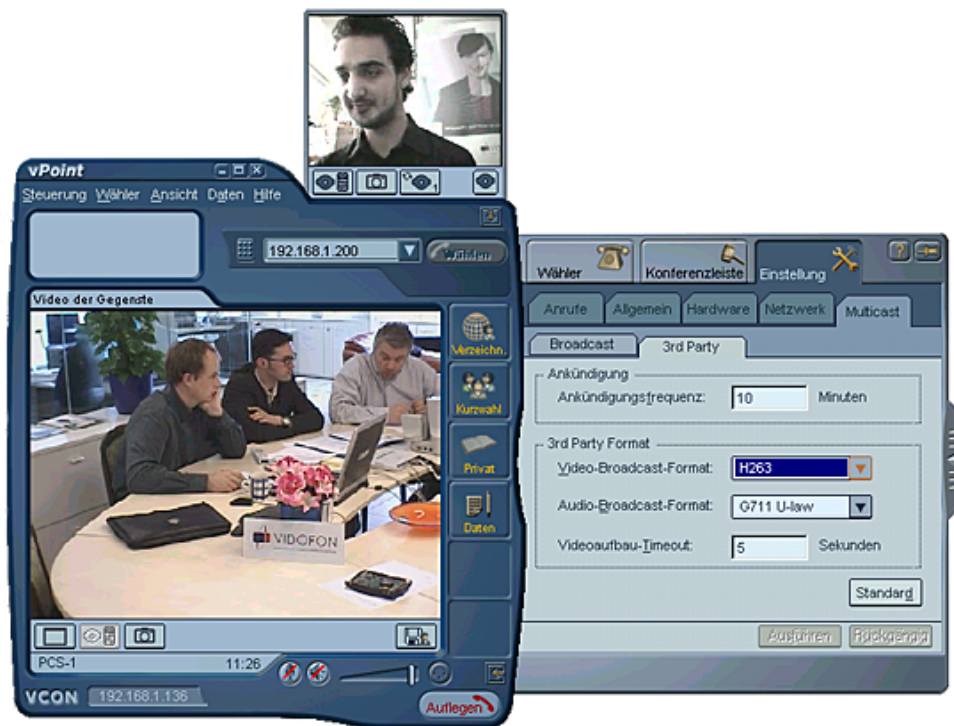 vPoint
Steuerung Wähler Ansicht Daten Hilfe
192.168.1.200
Wählen
Video der Gegenste
Verzeichn.
Kurzwahl
Privat
Daten
VIDOFON
PCS-1
11:26
VCON
192.168.1.136
Auflegen
Wähler
Konferenzleiste
Einstellung
?
Anrufe
Allgemein
Hardware
Netzwerk
Multicast
Broadcast
3rd Party
Ankündigung
Ankündigungsfrequenz: 10 Minuten
3rd Party Format
Video-Broadcast-Format: H263
Audio-Broadcast-Format: G711 U-law
Videoaufbau-Timeout: 5 Sekunden
Standard
Ausführen
Rückgängig